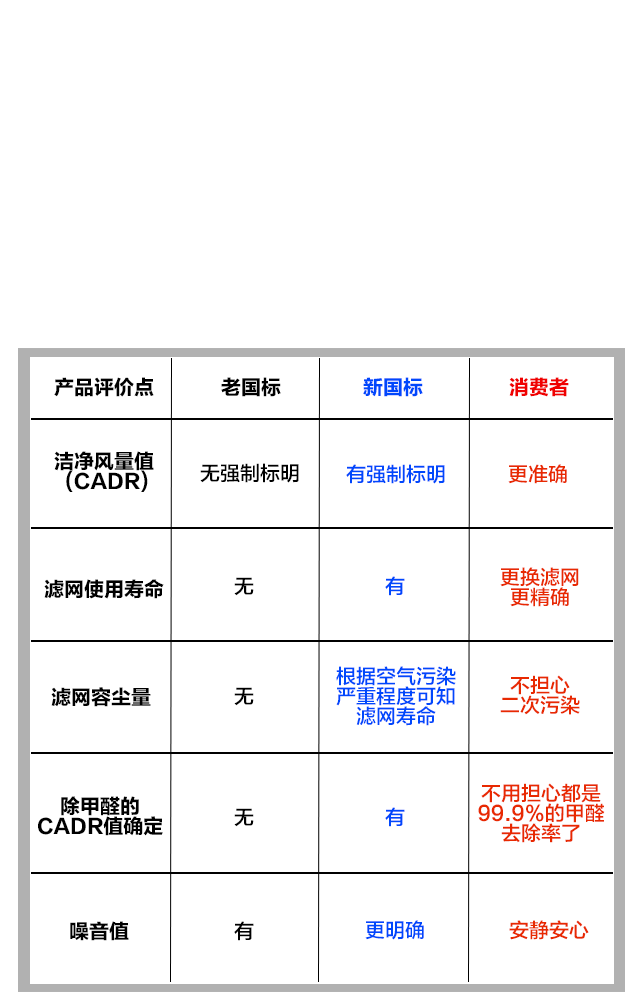 产品评价点
老国标
新国标
消费者
洁净风量值
（CADR）
无强制标明
有强制标明
更准确
滤网使用寿命
无
有
更换滤网
更精确
滤网容尘量
无
根据空气污染
严重程度可知
滤网寿命
不担心
二次污染
除甲醛的
CADR值确定
无
有
不用担心都是
99.9%的甲醛
去除率了
噪音值
有
更明确
安静安心